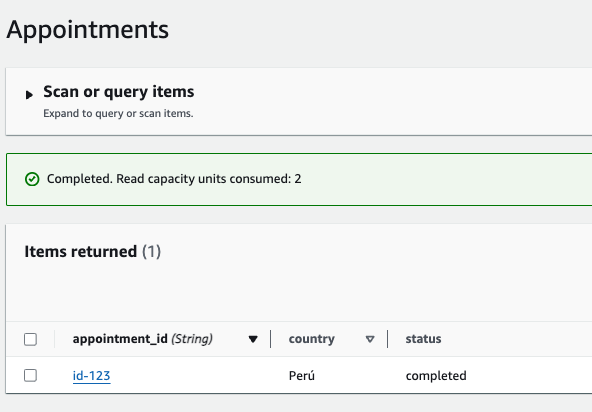 Appointments
Scan or query items
Expand to query or scan items.
Completed. Read capacity units consumed: 2
Items returned (1)
appointment_id (String) country status
id-123 Perú completed